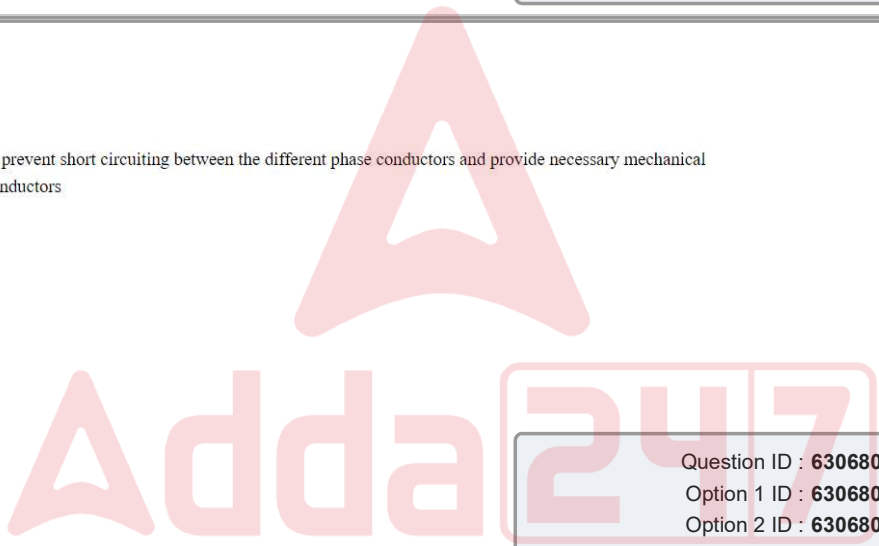 prevent short circuiting between the different phase conductors and provide necessary mechanical
nductors
Adda247
Question ID : 630680
Option 1 ID : 630680
Option 2 ID : 630680